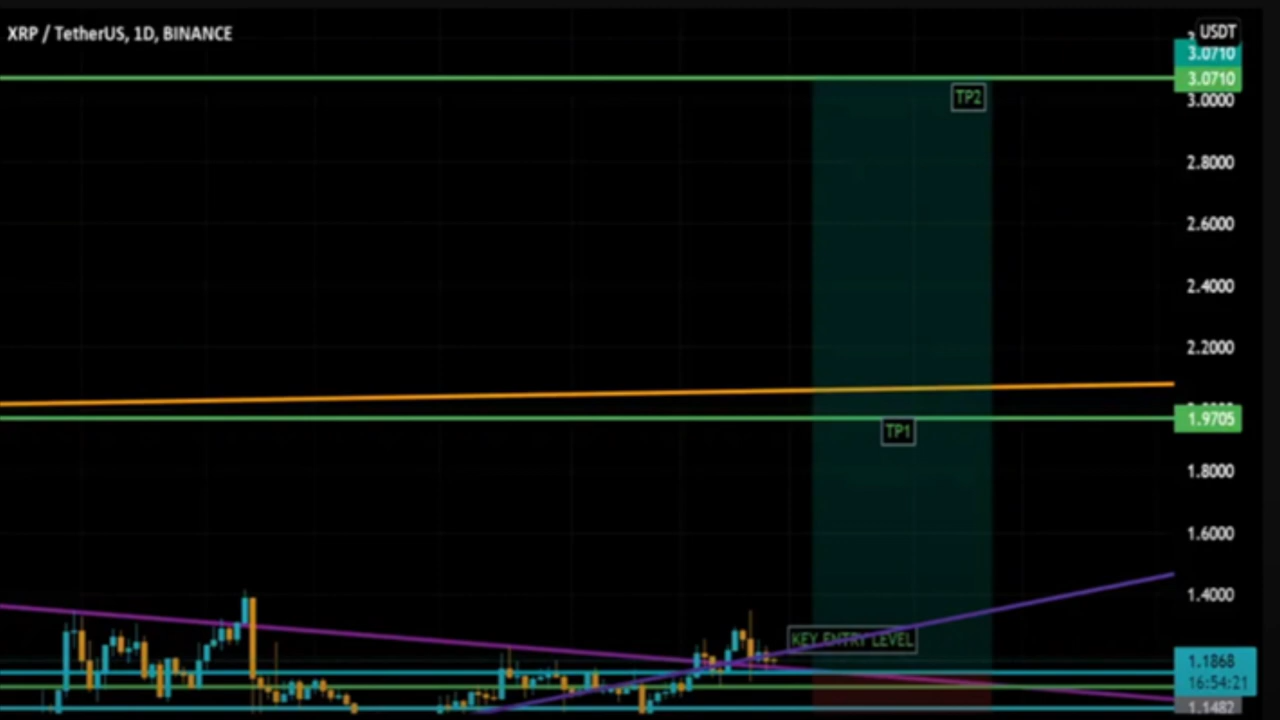 XRP / TetherUS, 1D, BINANCE
USDT
3.0710
3.0710
TP2
3.0000
2.8000
2.6000
2.4000
2.2000
1.9705
TP1
1.8000
1.6000
1.4000
KEY ENTRY LEVEL
1.1868
16:54:21
1.1482